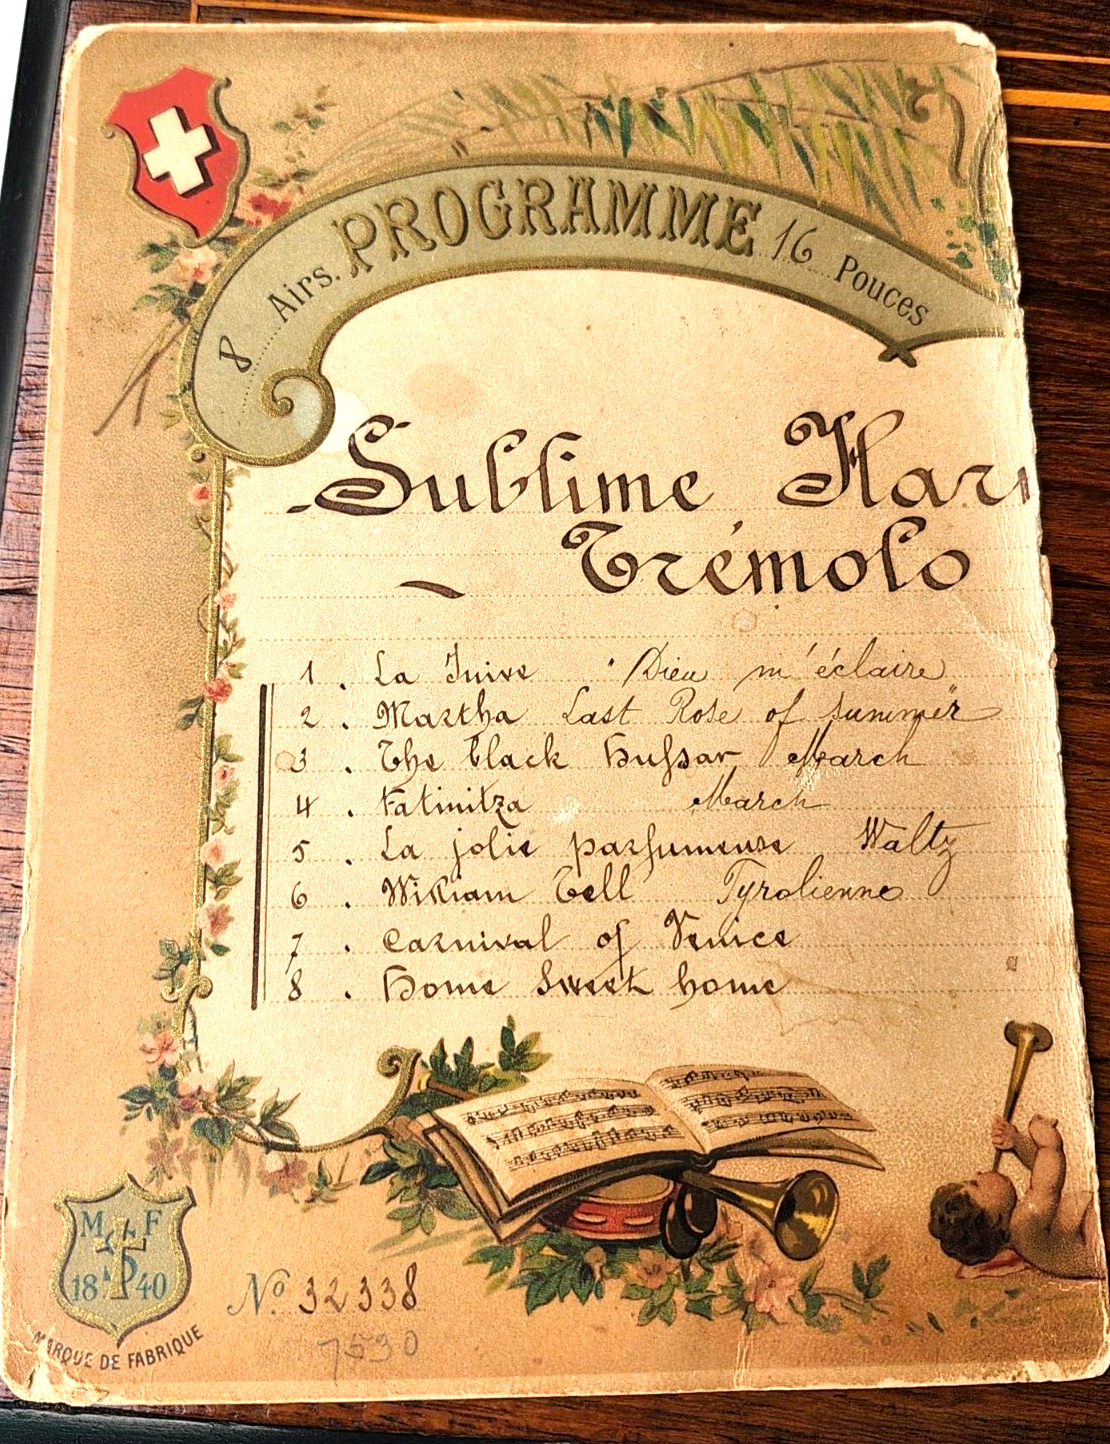 8 Airs. PROGRAMME 16 Pouces
Sublime Har
Trémolo
1 . La Juive "Dieu m'éclaire
2 . Martha Last Rose of summer"
3 . The black Hussar March
4 . Fatinitza March
5 . La jolie parfumeuse Waltz
6 . William Tell Tyrolienne
7 . Carnival of Venice
8 . Home Sweet home
M F
18 40
MARQUE DE FABRIQUE
No 32338
7530